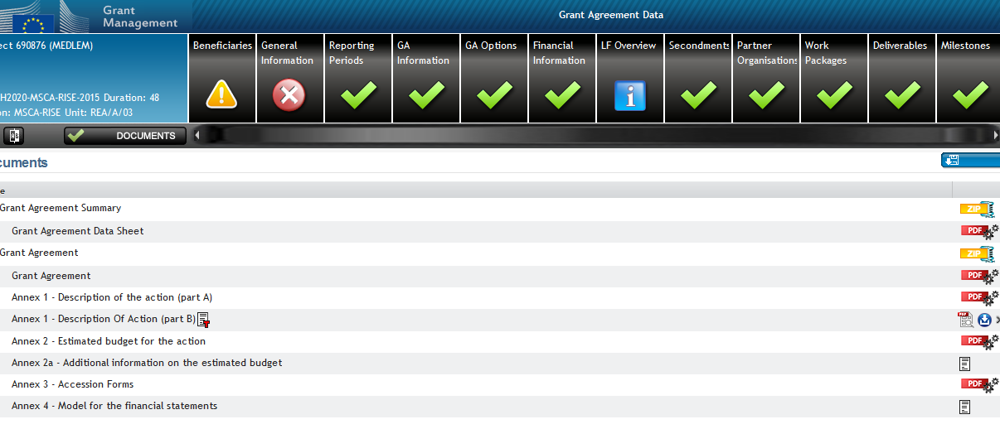 Grant
Management
Grant Agreement Data
ect 690876 (MEDLEM)
H2020-MSCA-RISE-2015 Duration: 48
on: MSCA-RISE Unit: REA/A/03
Beneficiaries
General
Information
Reporting
Periods
GA
Information
GA Options
Financial
Information
LF Overview
Secondments
Partner
Organisations
Work
Packages
Deliverables
Milestones
DOCUMENTS
cuments
e
Grant Agreement Summary
ZIP
Grant Agreement Data Sheet
PDF
Grant Agreement
ZIP
Grant Agreement
PDF
Annex 1 - Description of the action (part A)
PDF
Annex 1 - Description Of Action (part B)
PDF
Annex 2 - Estimated budget for the action
PDF
Annex 2a - Additional information on the estimated budget
Annex 3 - Accession Forms
PDF
Annex 4 - Model for the financial statements